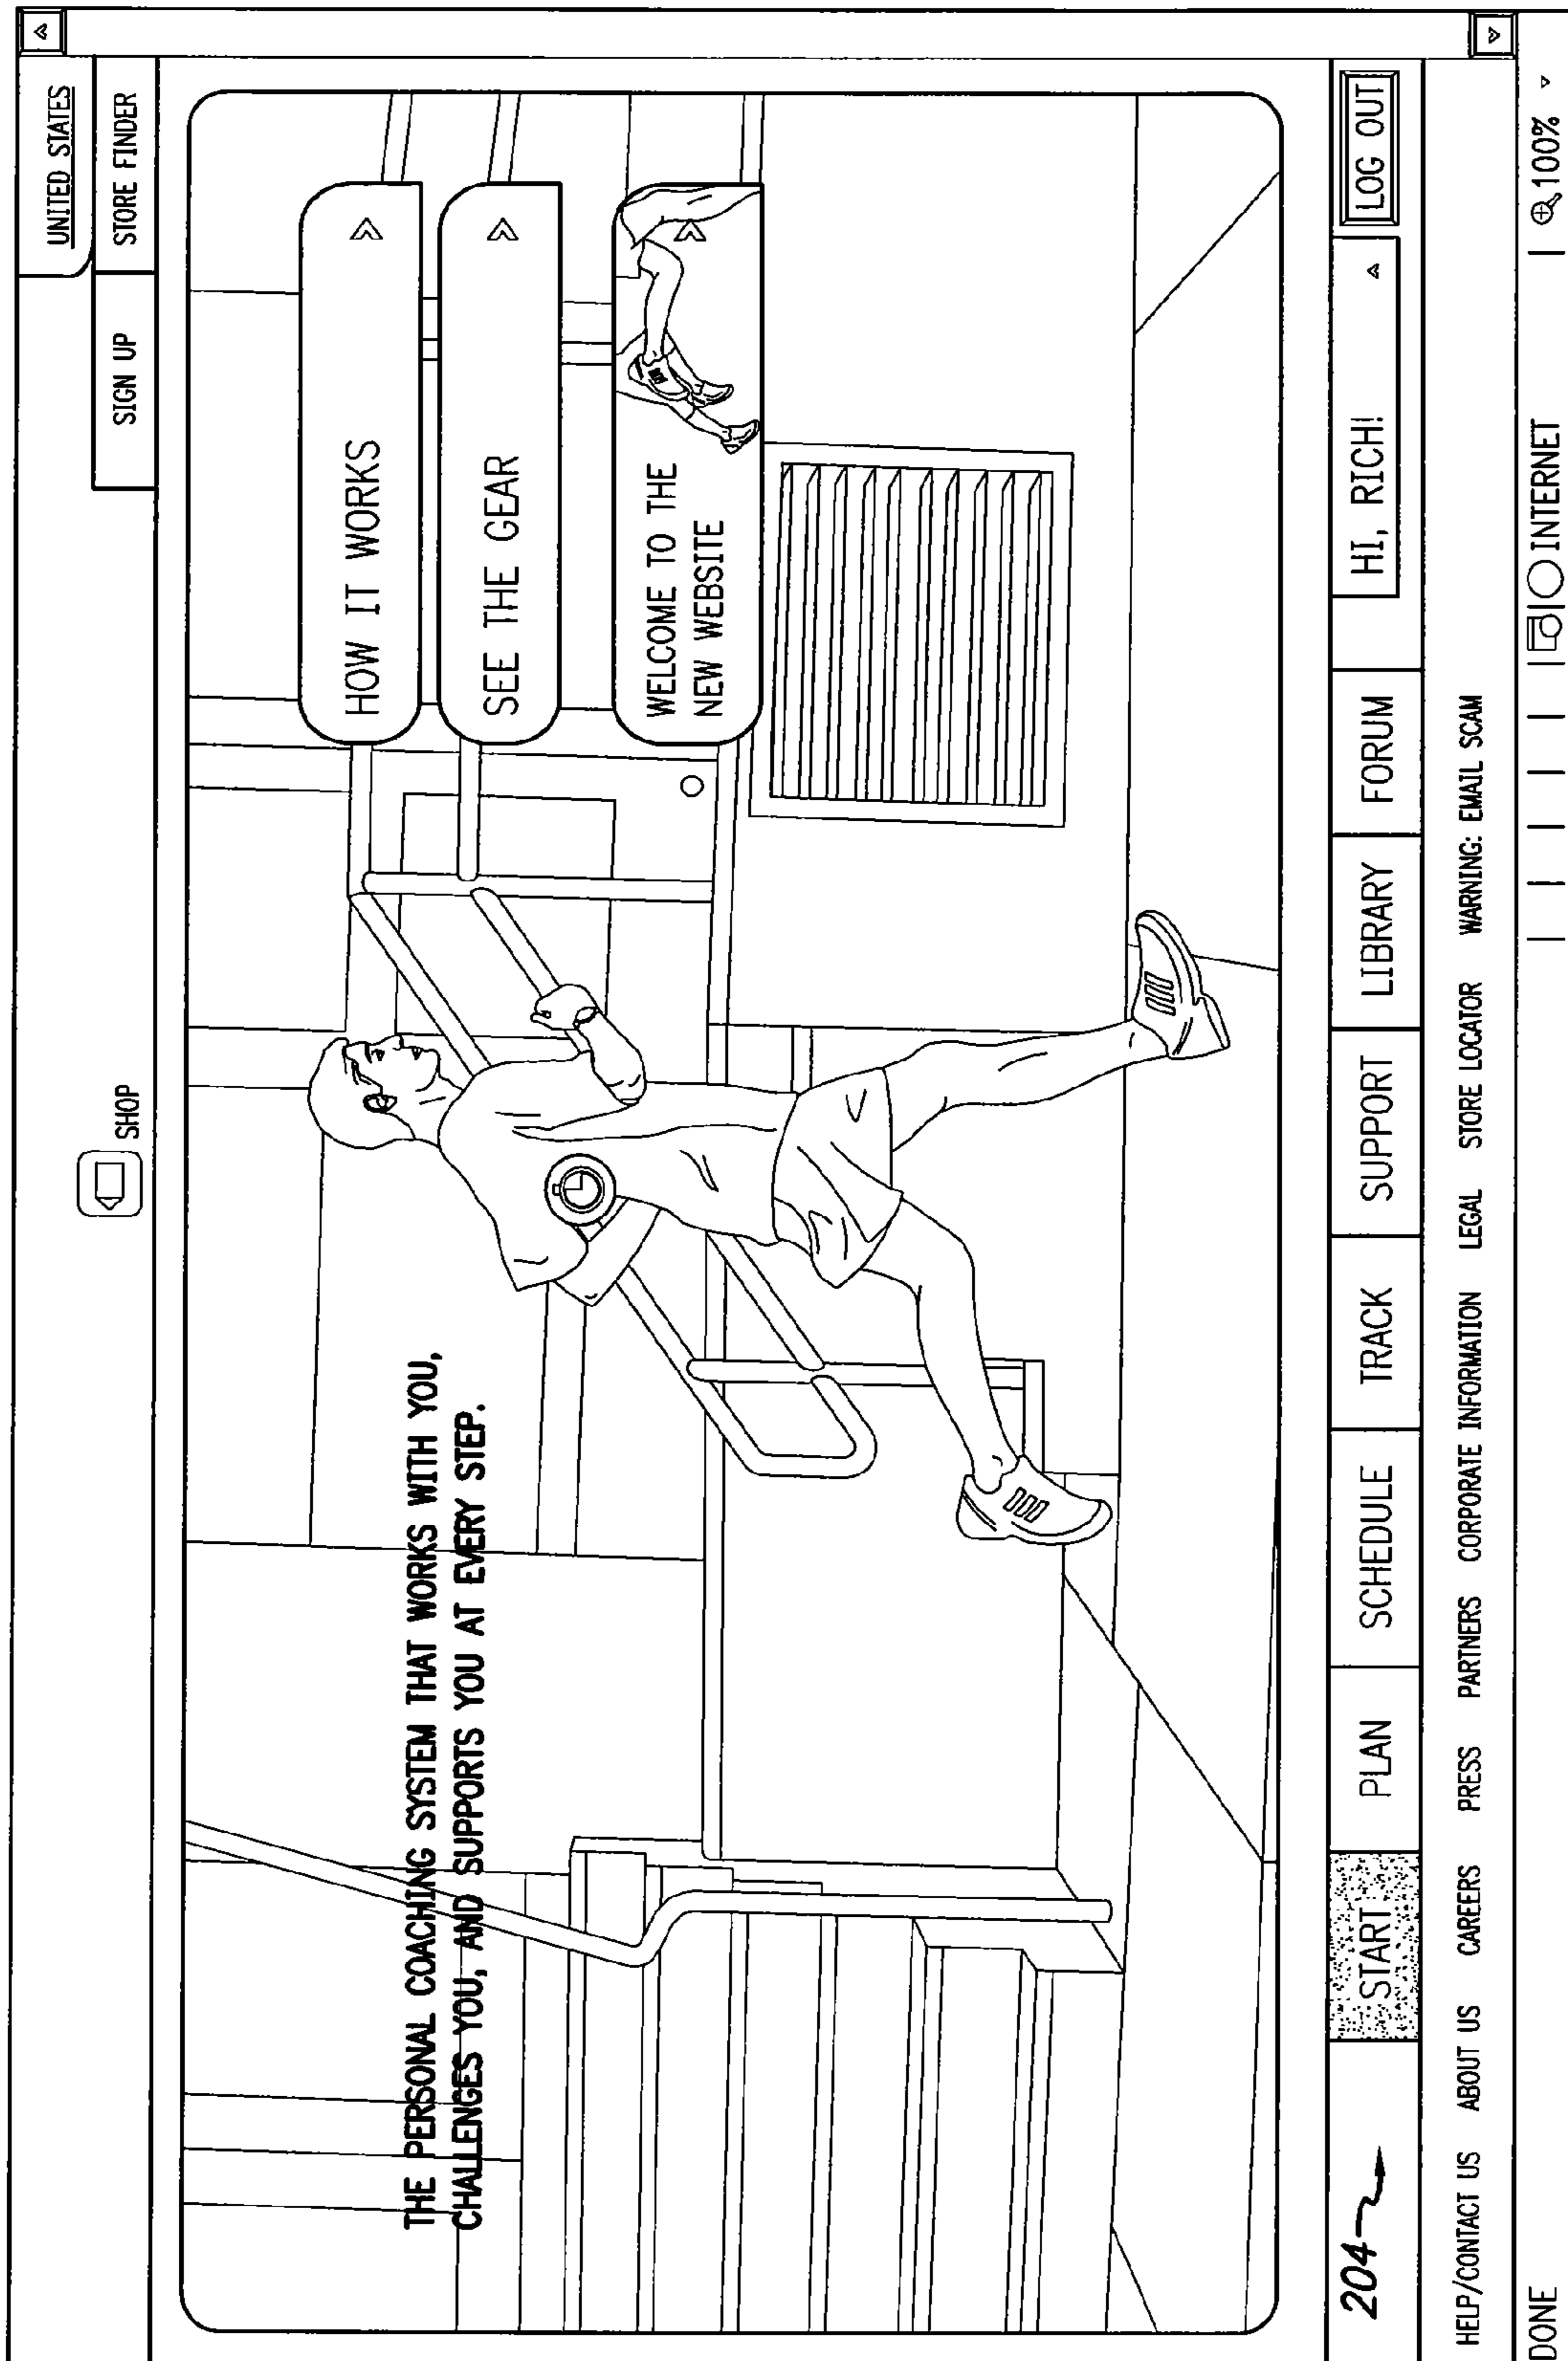 UNITED STATES
SHOP
SIGN UP
STORE FINDER
THE PERSONAL COACHING SYSTEM THAT WORKS WITH YOU,
CHALLENGES YOU, AND SUPPORTS YOU AT EVERY STEP.
HOW IT WORKS
SEE THE GEAR
WELCOME TO THE
NEW WEBSITE
204 START PLAN SCHEDULE TRACK SUPPORT LIBRARY FORUM HI, RICH! LOG OUT
HELP/CONTACT US ABOUT US CAREERS PRESS PARTNERS CORPORATE INFORMATION LEGAL STORE LOCATOR WARNING: EMAIL SCAM
DONE INTERNET 100%